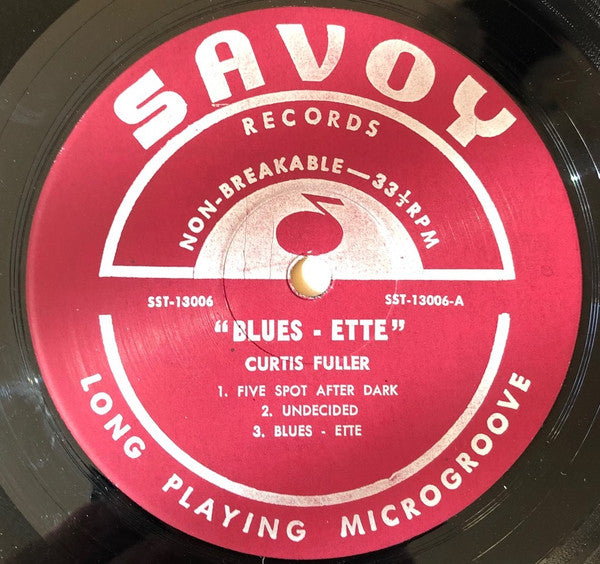 SAVOY
RECORDS
NON-BREAKABLE—33⅓RPM
SST-13006 SST-13006-A
"BLUES - ETTE"
CURTIS FULLER
1. FIVE SPOT AFTER DARK
2. UNDECIDED
3. BLUES - ETTE
LONG PLAYING MICROGROOVE